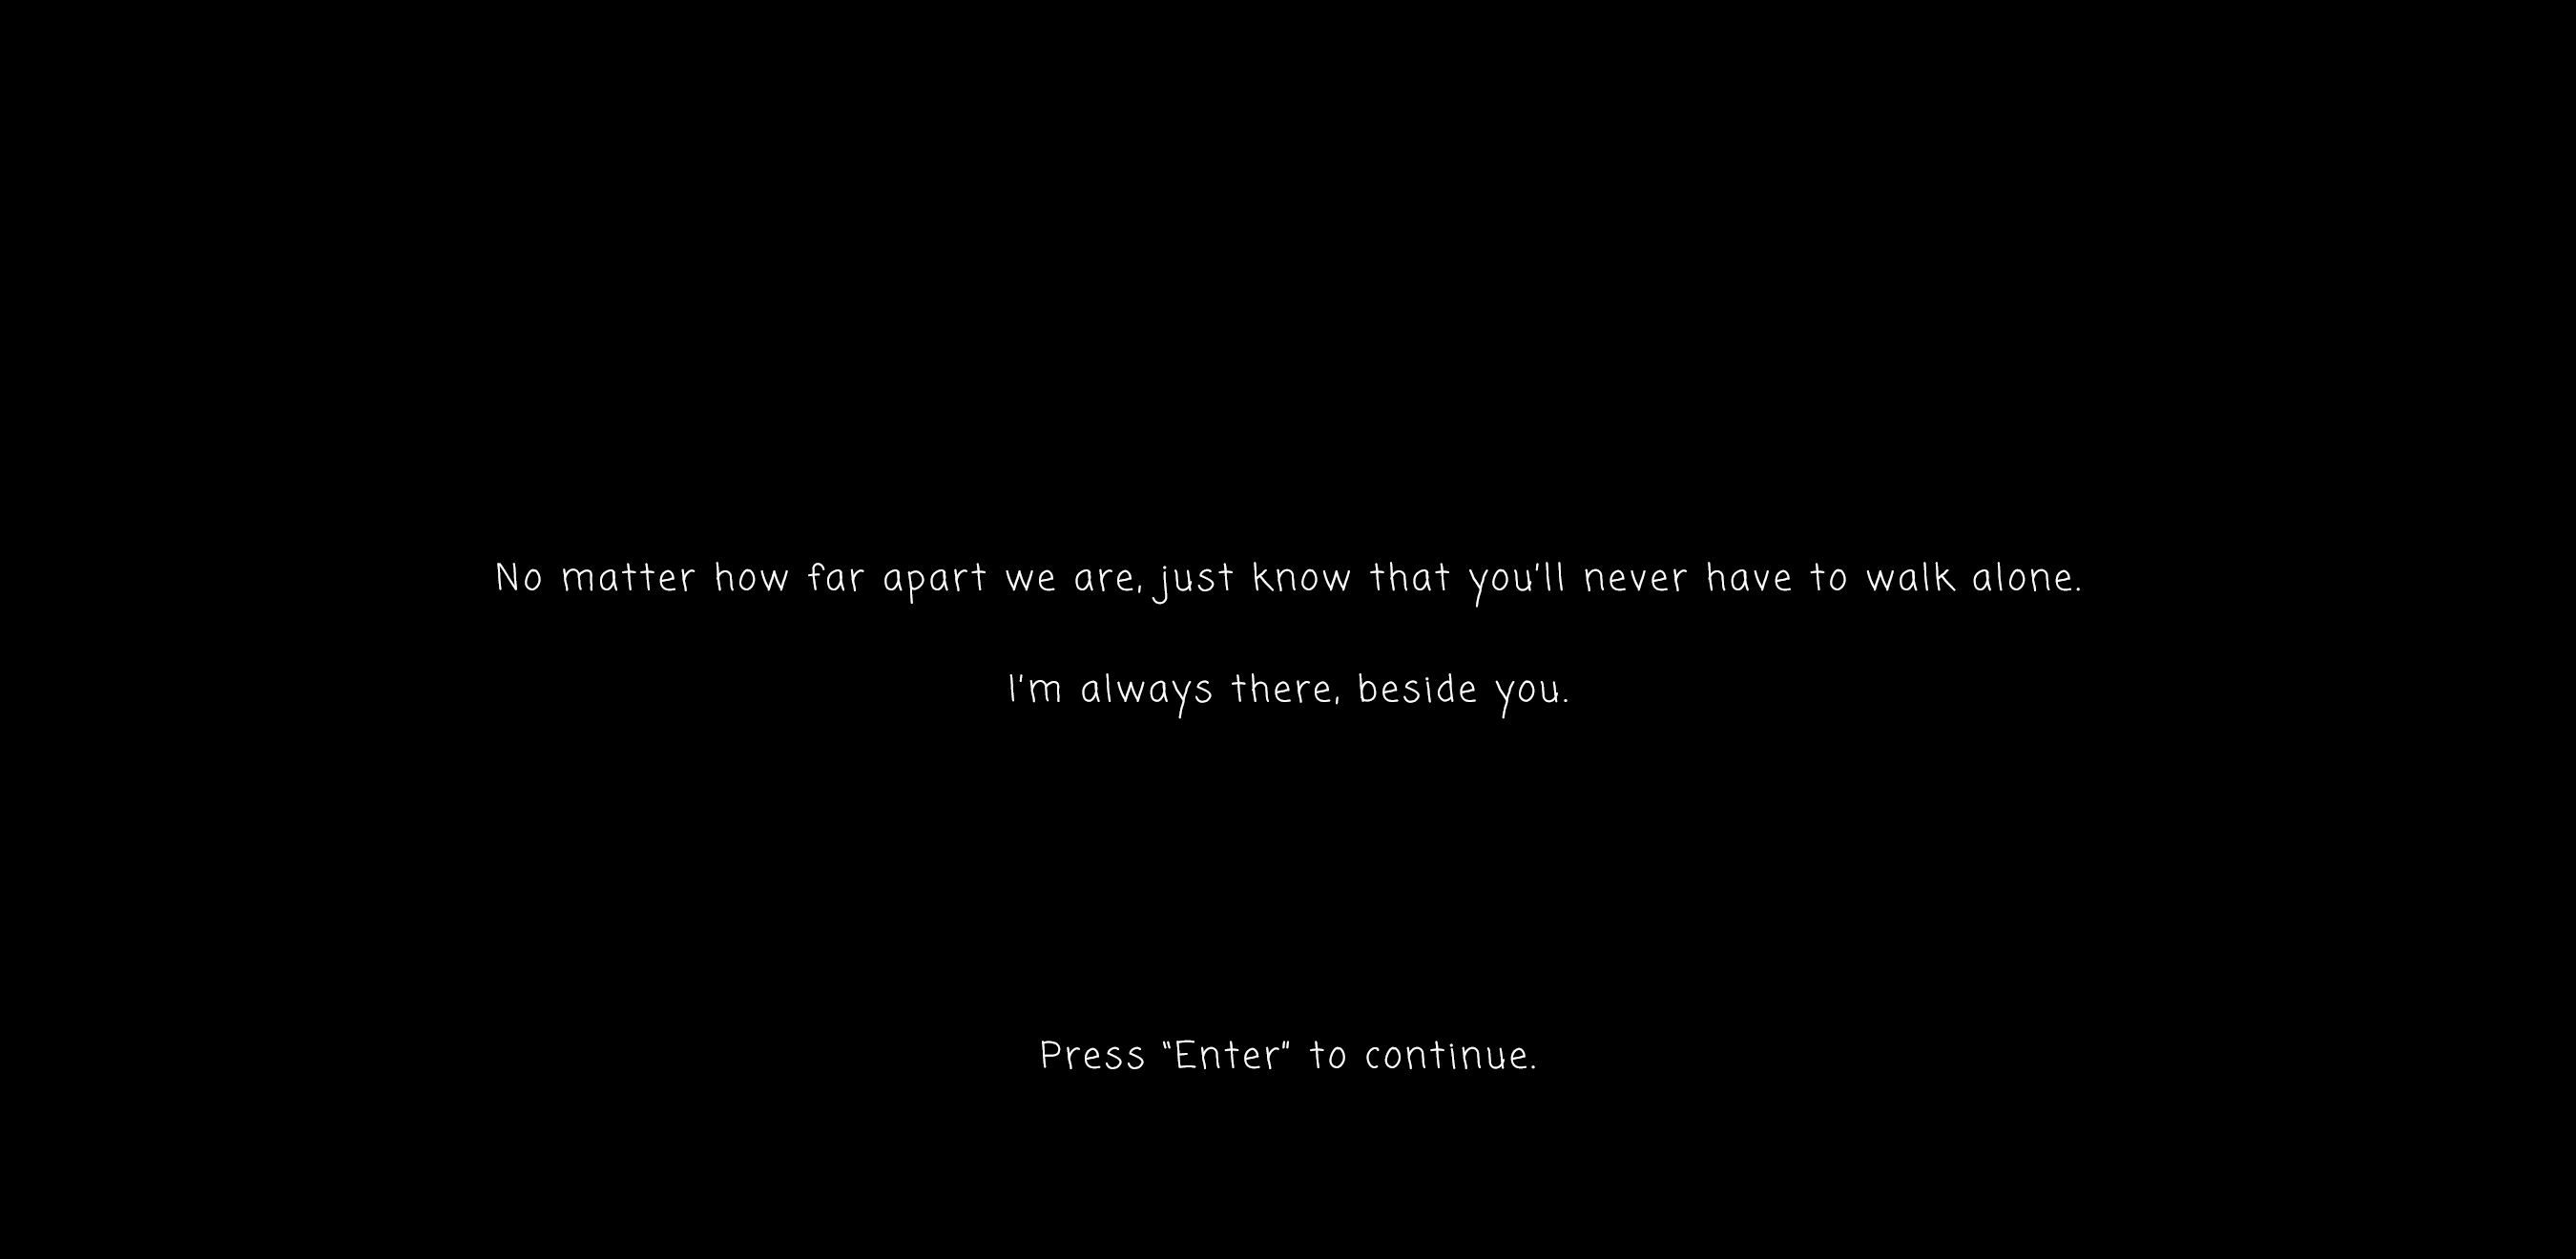 No matter how far apart we are, just know that you'll never have to walk alone.
I'm always there, beside you.
Press "Enter" to continue.